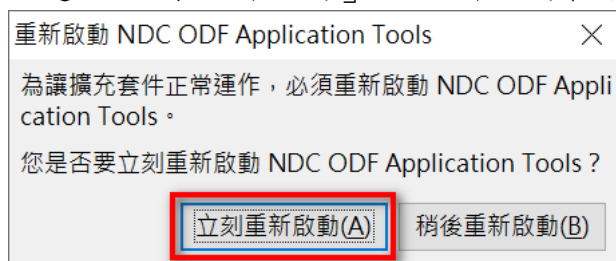 重新啟動 NDC ODF Application Tools
為讓擴充套件正常運作，必須重新啟動 NDC ODF Appli
cation Tools。
您是否要立刻重新啟動 NDC ODF Application Tools？
立刻重新啟動(A) 稍後重新啟動(B)